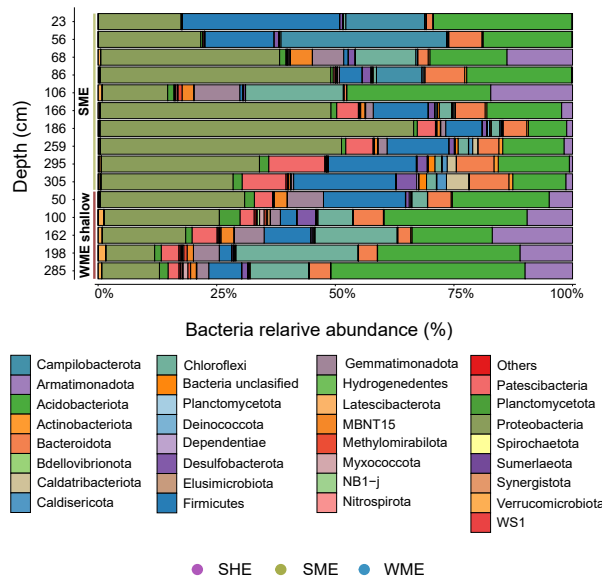 Depth (cm)
SME
WME shallow
23
56
68
86
106
166
186
259
295
305
50
100
162
198
285
0% 25% 50% 75% 100%
Bacteria relarive abundance (%)
Campilobacterota
Armatimonadota
Acidobacteriota
Actinobacteriota
Bacteroidota
Bdellovibrionota
Caldatribacteriota
Caldisericota
Chloroflexi
Bacteria unclassified
Planctomycetota
Deinococcota
Dependentiae
Desulfobacterota
Elusimicrobiota
Firmicutes
Gemmatimonadota
Hydrogenedentes
Latescibacterota
MBNT15
Methylomirabilota
Myxococcota
NB1-j
Nitrospirota
Others
Patescibacteria
Planctomycetota
Proteobacteria
Spirochaetota
Sumerlaeota
Synergistota
Verrucomicrobiota
WS1
SHE SME WME